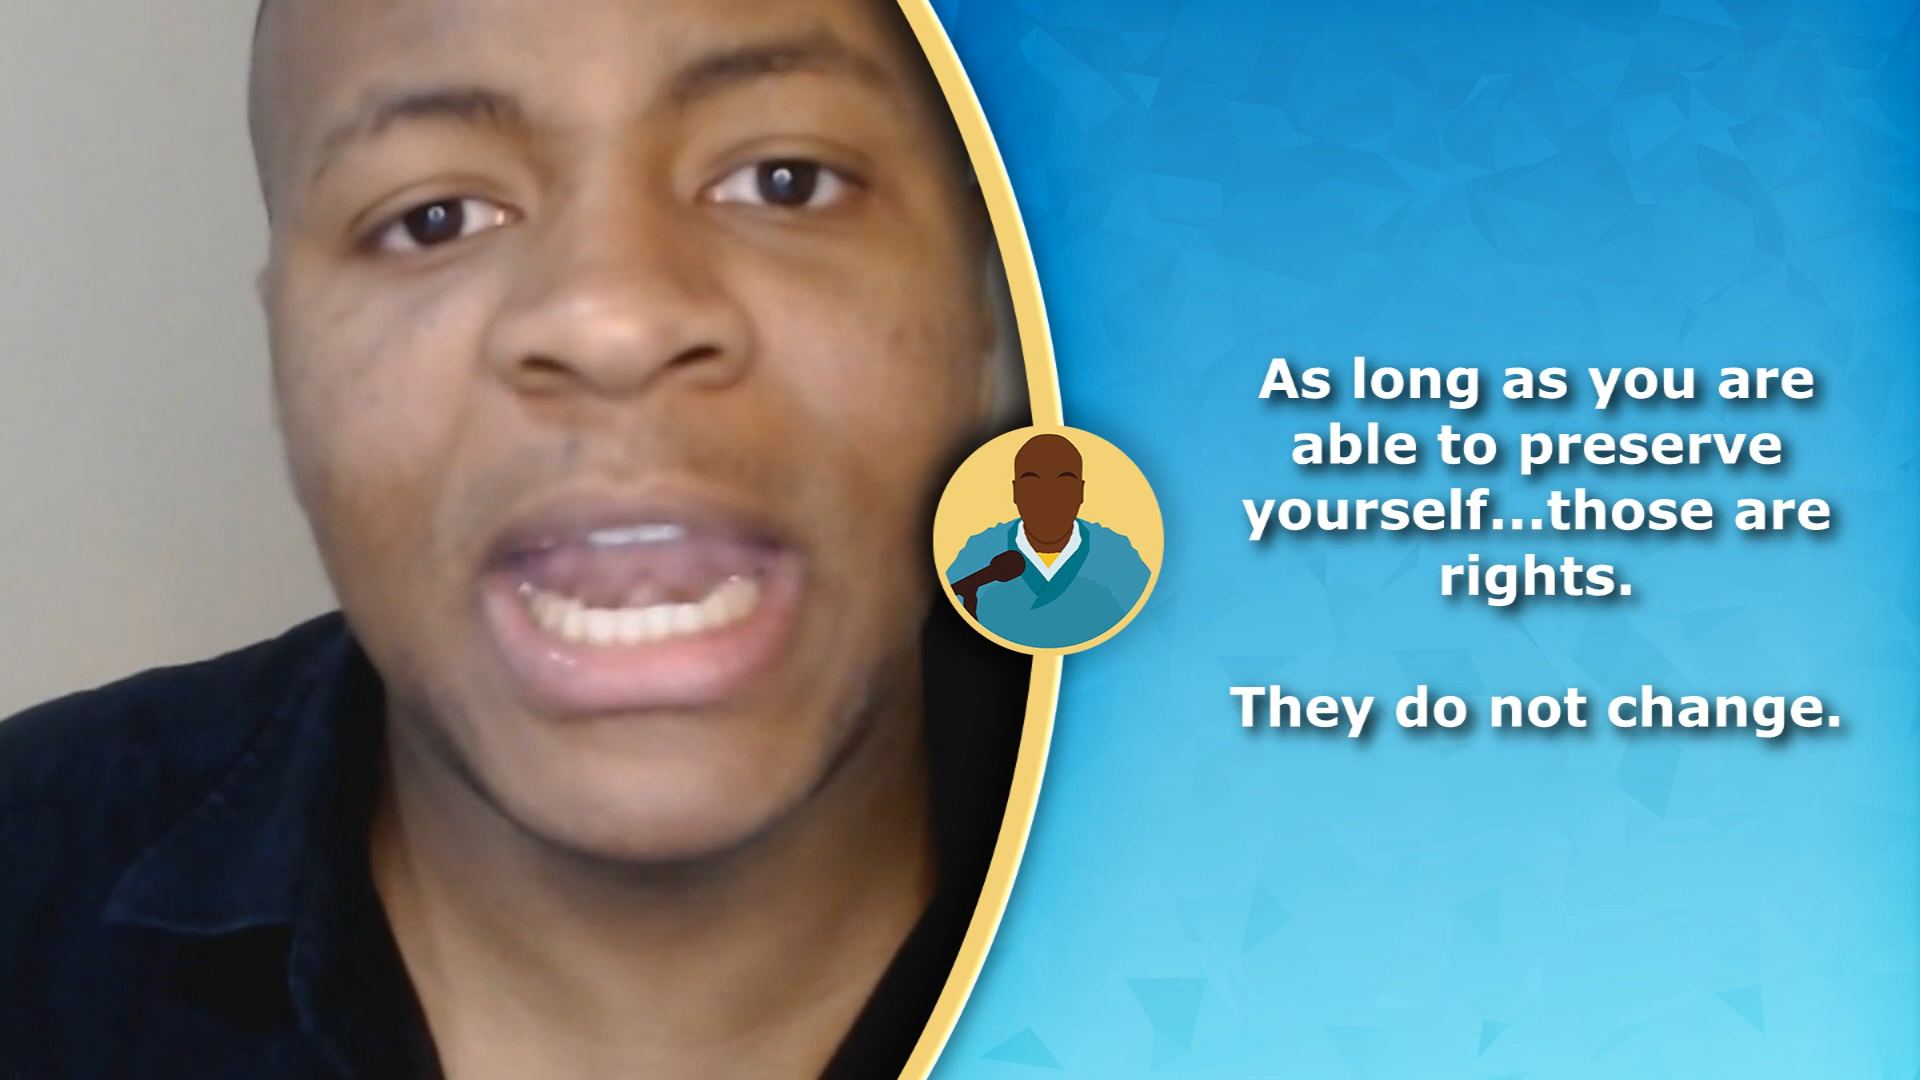 As long as you are
able to preserve
yourself...those are
rights.
They do not change.